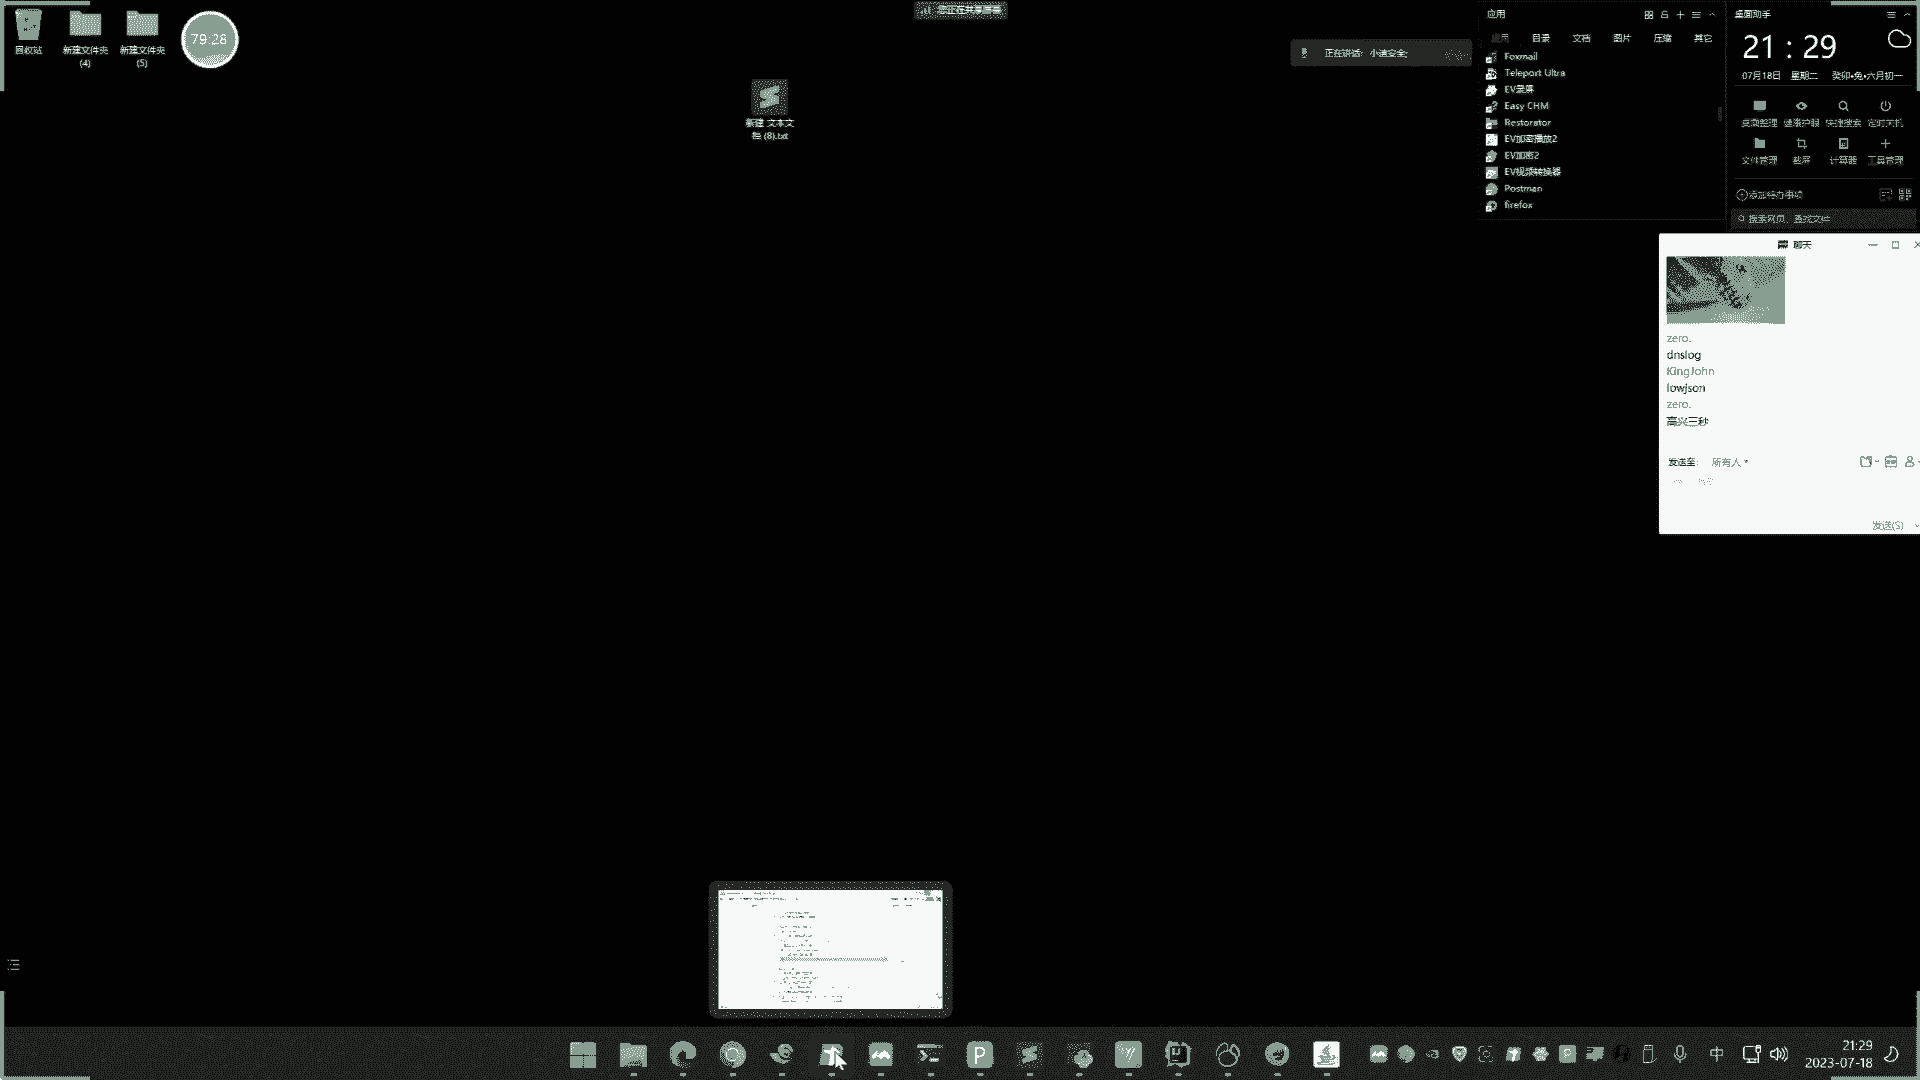 回收站
新建文件夹
(4)
新建文件夹
(5)
79:28
您正在共享屏幕
正在讲话: 小迪安全;
新建 文本文
档 (8).txt
应用
应用 目录 文档 图片 压缩 其它
Foxmail
Teleport Ultra
EV录屏
Easy CHM
Restorator
EV加密播放2
EV加密2
EV视频转换器
Postman
firefox
桌面助手
21 : 29
07月18日 星期二 癸卯•兔•六月初一
桌面整理 健康护眼 快捷搜索 定时关机
文件管理 截屏 计算器 工具管理
添加待办事项
搜索网页、查找文件
聊天
zero.
dnslog
KingJohn
lowjson
zero.
高兴三秒
发送至: 所有人
发送(S)
中
21:29
2023-07-18